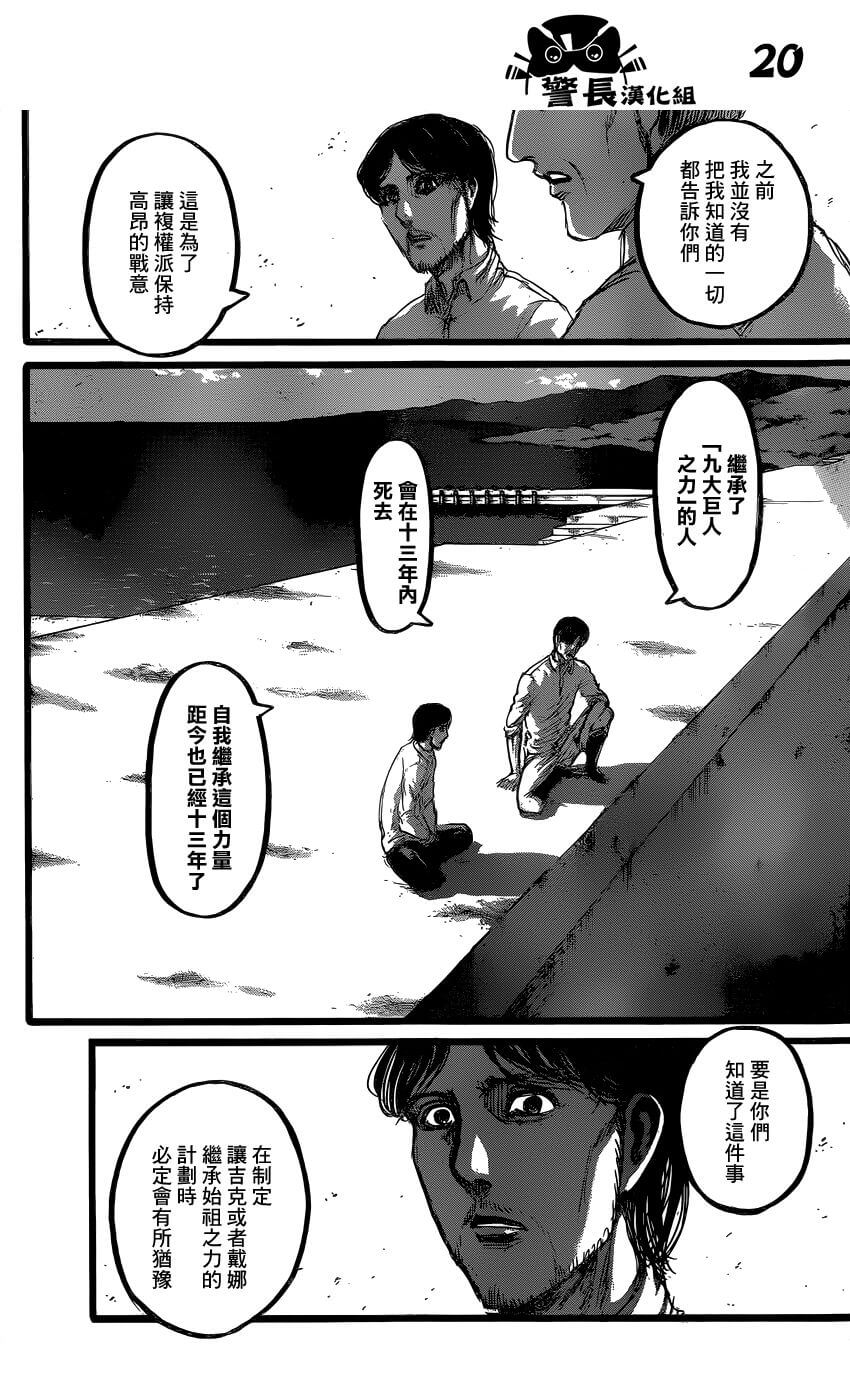 警長漢化組
20
之前
我並沒有
把我知道的一切
都告訴你們
這是為了
讓複權派保持
高昂的戰意
繼承了
「九大巨人
之力」的人
會在十三年內
死去
自我繼承這個力量
距今也已經十三年了
要是你們
知道了這件事
在制定
讓吉克或者戴娜
繼承始祖之力的
計劃時
必定會有所猶豫